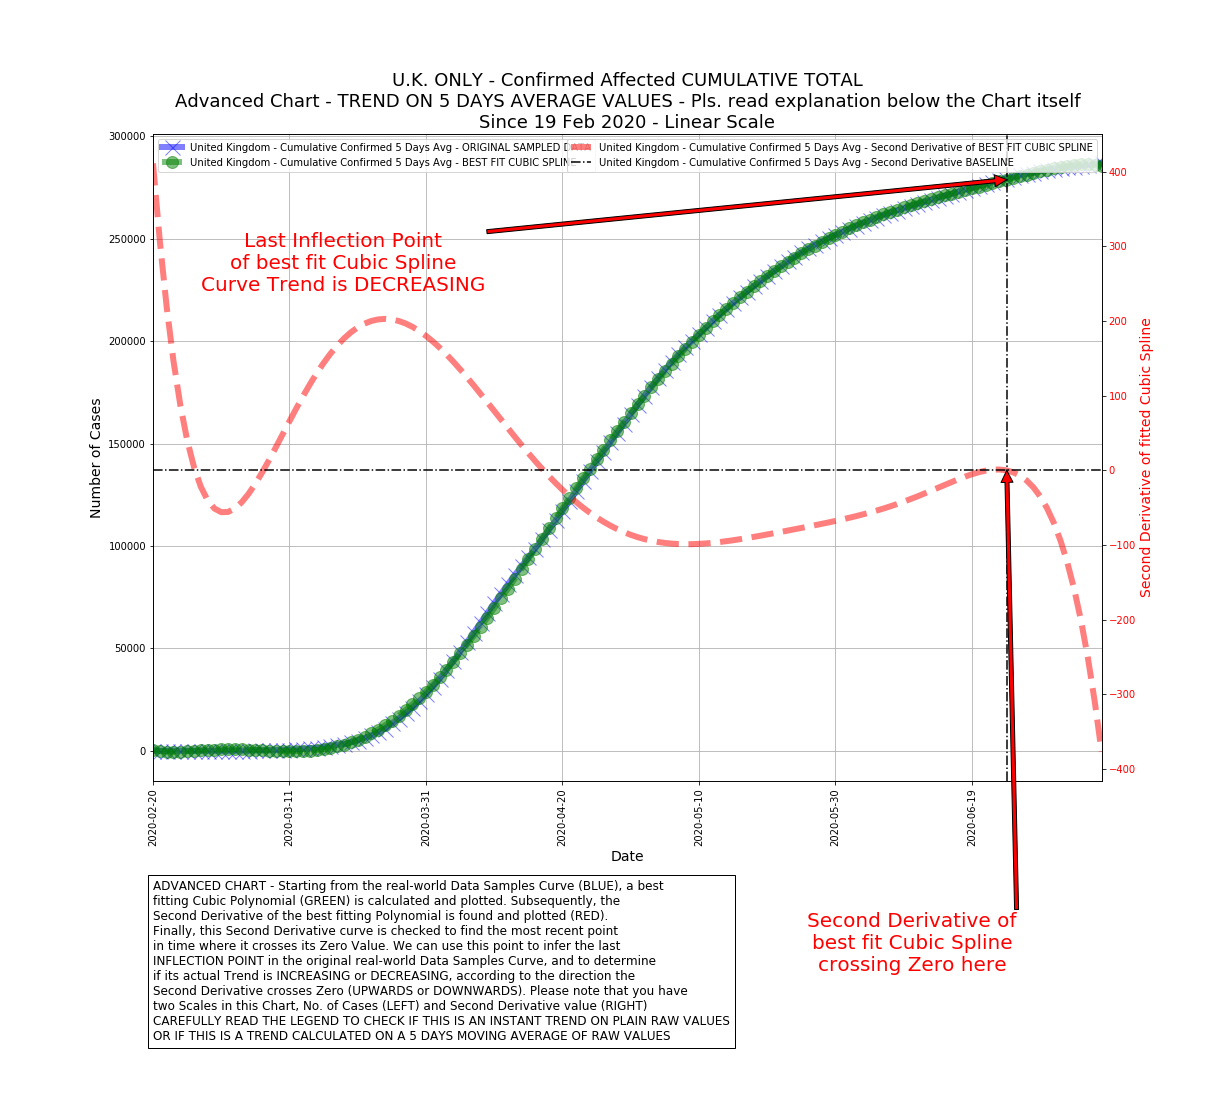 U.K. ONLY - Confirmed Affected CUMULATIVE TOTAL
Advanced Chart - TREND ON 5 DAYS AVERAGE VALUES - Pls. read explanation below the Chart itself
Since 19 Feb 2020 - Linear Scale
United Kingdom - Cumulative Confirmed 5 Days Avg - ORIGINAL SAMPLED DATA
United Kingdom - Cumulative Confirmed 5 Days Avg - BEST FIT CUBIC SPLINE
United Kingdom - Cumulative Confirmed 5 Days Avg - Second Derivative of BEST FIT CUBIC SPLINE
United Kingdom - Cumulative Confirmed 5 Days Avg - Second Derivative BASELINE
Last Inflection Point
of best fit Cubic Spline
Curve Trend is DECREASING
Number of Cases
300000
250000
200000
150000
100000
50000
0
400
300
200
100
0
−100
−200
−300
−400
Second Derivative of fitted Cubic Spline
2020-02-20
2020-03-11
2020-03-31
2020-04-20
2020-05-10
2020-05-30
2020-06-19
Date
ADVANCED CHART - Starting from the real-world Data Samples Curve (BLUE), a best
fitting Cubic Polynomial (GREEN) is calculated and plotted. Subsequently, the
Second Derivative of the best fitting Polynomial is found and plotted (RED).
Finally, this Second Derivative curve is checked to find the most recent point
in time where it crosses its Zero Value. We can use this point to infer the last
INFLECTION POINT in the original real-world Data Samples Curve, and to determine
if its actual Trend is INCREASING or DECREASING, according to the direction the
Second Derivative crosses Zero (UPWARDS or DOWNWARDS). Please note that you have
two Scales in this Chart, No. of Cases (LEFT) and Second Derivative value (RIGHT)
CAREFULLY READ THE LEGEND TO CHECK IF THIS IS AN INSTANT TREND ON PLAIN RAW VALUES
OR IF THIS IS A TREND CALCULATED ON A 5 DAYS MOVING AVERAGE OF RAW VALUES
Second Derivative of
best fit Cubic Spline
crossing Zero here